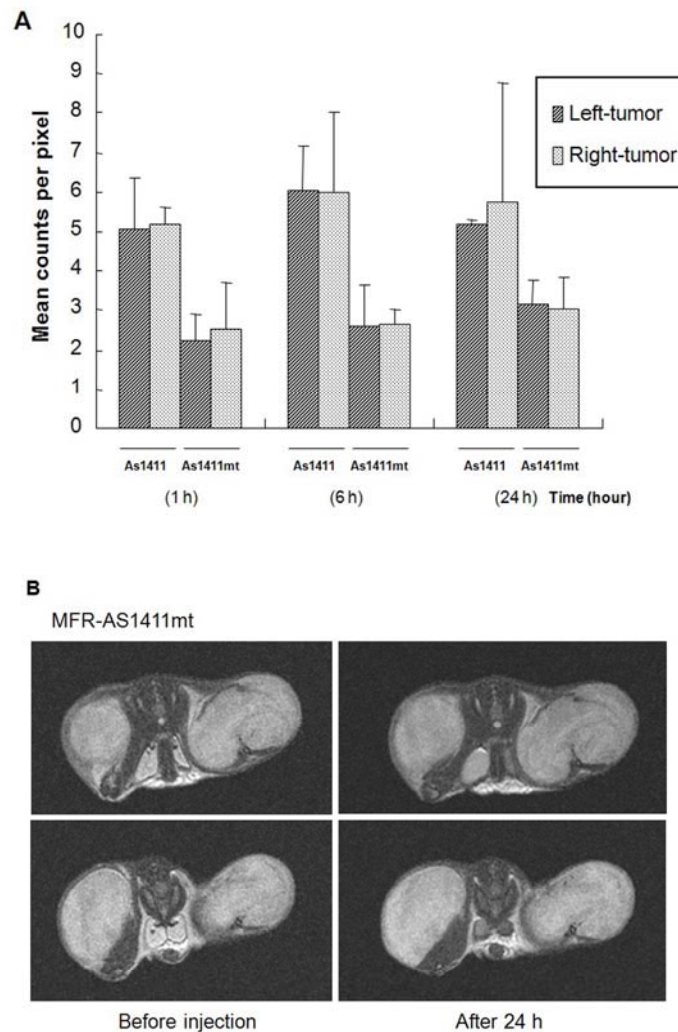 A
10
9
8
7
6
5
4
3
2
1
0
Mean counts per pixel
Left-tumor
Right-tumor
As1411 As1411mt As1411 As1411mt As1411 As1411mt
(1 h) (6 h) (24 h) Time (hour)
B
MFR-AS1411mt
Before injection After 24 h